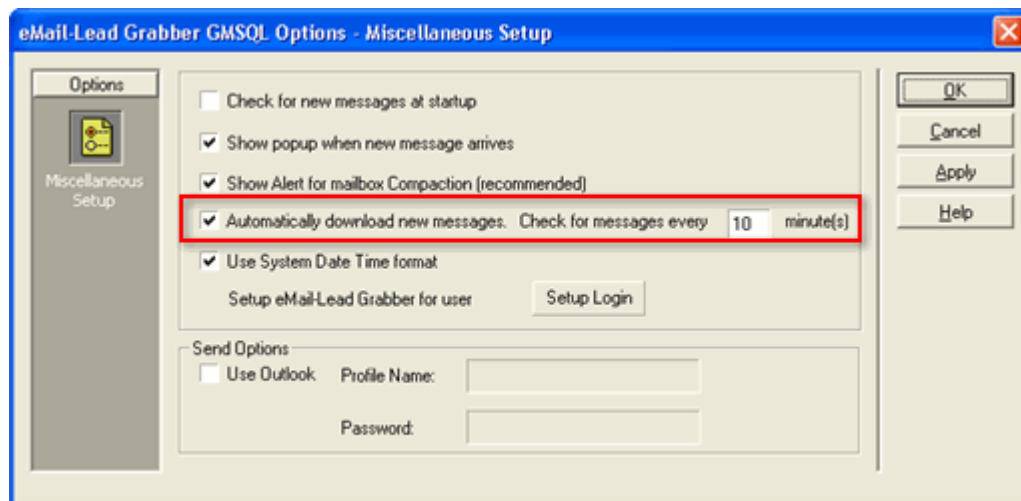 eMail-Lead Grabber GMSQL Options - Miscellaneous Setup
Options
Miscellaneous
Setup
Check for new messages at startup
Show popup when new message arrives
Show Alert for mailbox Compaction (recommended)
Automatically download new messages. Check for messages every 10 minute(s)
Use System Date Time format
Setup eMail-Lead Grabber for user Setup Login
Send Options
Use Outlook Profile Name:
Password:
OK
Cancel
Apply
Help